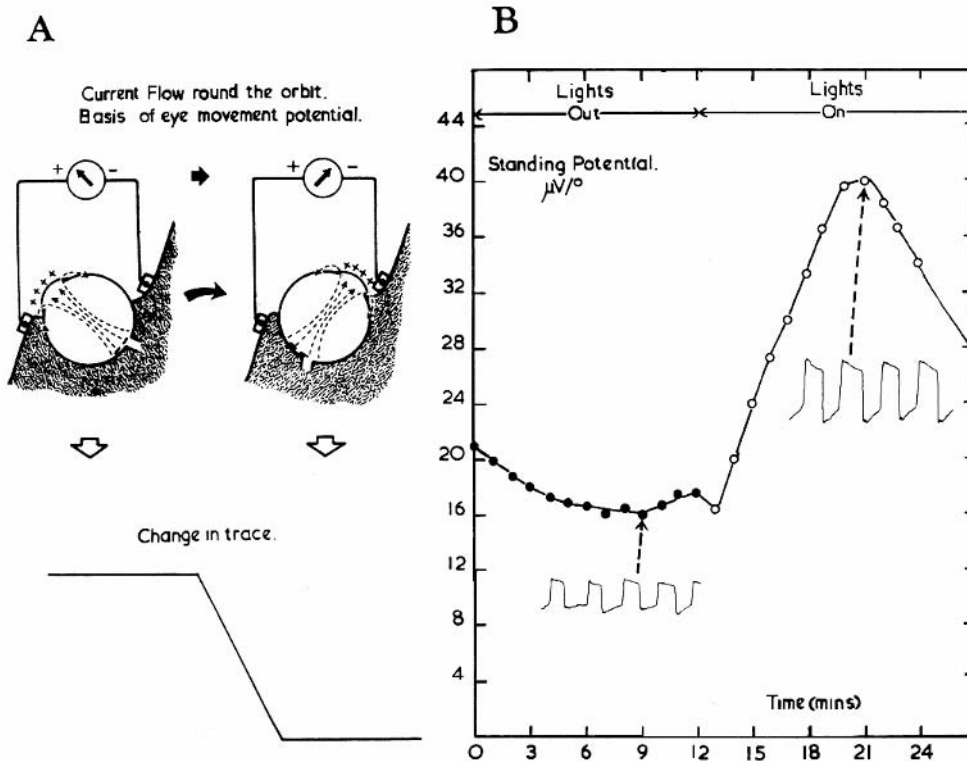 A
Current Flow round the orbit.
Basis of eye movement potential.
+ -
+ -
Change in trace.
B
Lights Lights
Out On
44
Standing Potential.
μV/°
40
36
32
28
24
20
16
12
8
4
Time (mins)
0 3 6 9 12 15 18 21 24